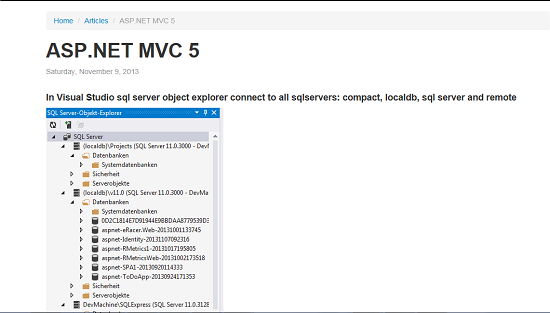 Home / Articles / ASP.NET MVC 5
ASP.NET MVC 5
Saturday, November 9, 2013
In Visual Studio sql server object explorer connect to all sqlservers: compact, localdb, sql server and remote
SQL Server-Objekt-Explorer
SQL Server
(localdb)\Projects (SQL Server 11.0.3000 - DevM
Datenbanken
Systemdatenbanken
Sicherheit
Serverobjekte
(localdb)\v11.0 (SQL Server 11.0.3000 - DevMa
Datenbanken
Systemdatenbanken
0D2C1814E7D91944E9BBDAA8779539D3
aspnet-eRacer.Web-20131001133745
aspnet-Identity-20131107092316
aspnet-RMetrics1-20131017195805
aspnet-RMetricsWeb-20131002173518
aspnet-SPA1-20130920114333
aspnet-ToDoApp-20130924171353
Sicherheit
Serverobjekte
DevMachine\SQLExpress (SQL Server 11.0.3128